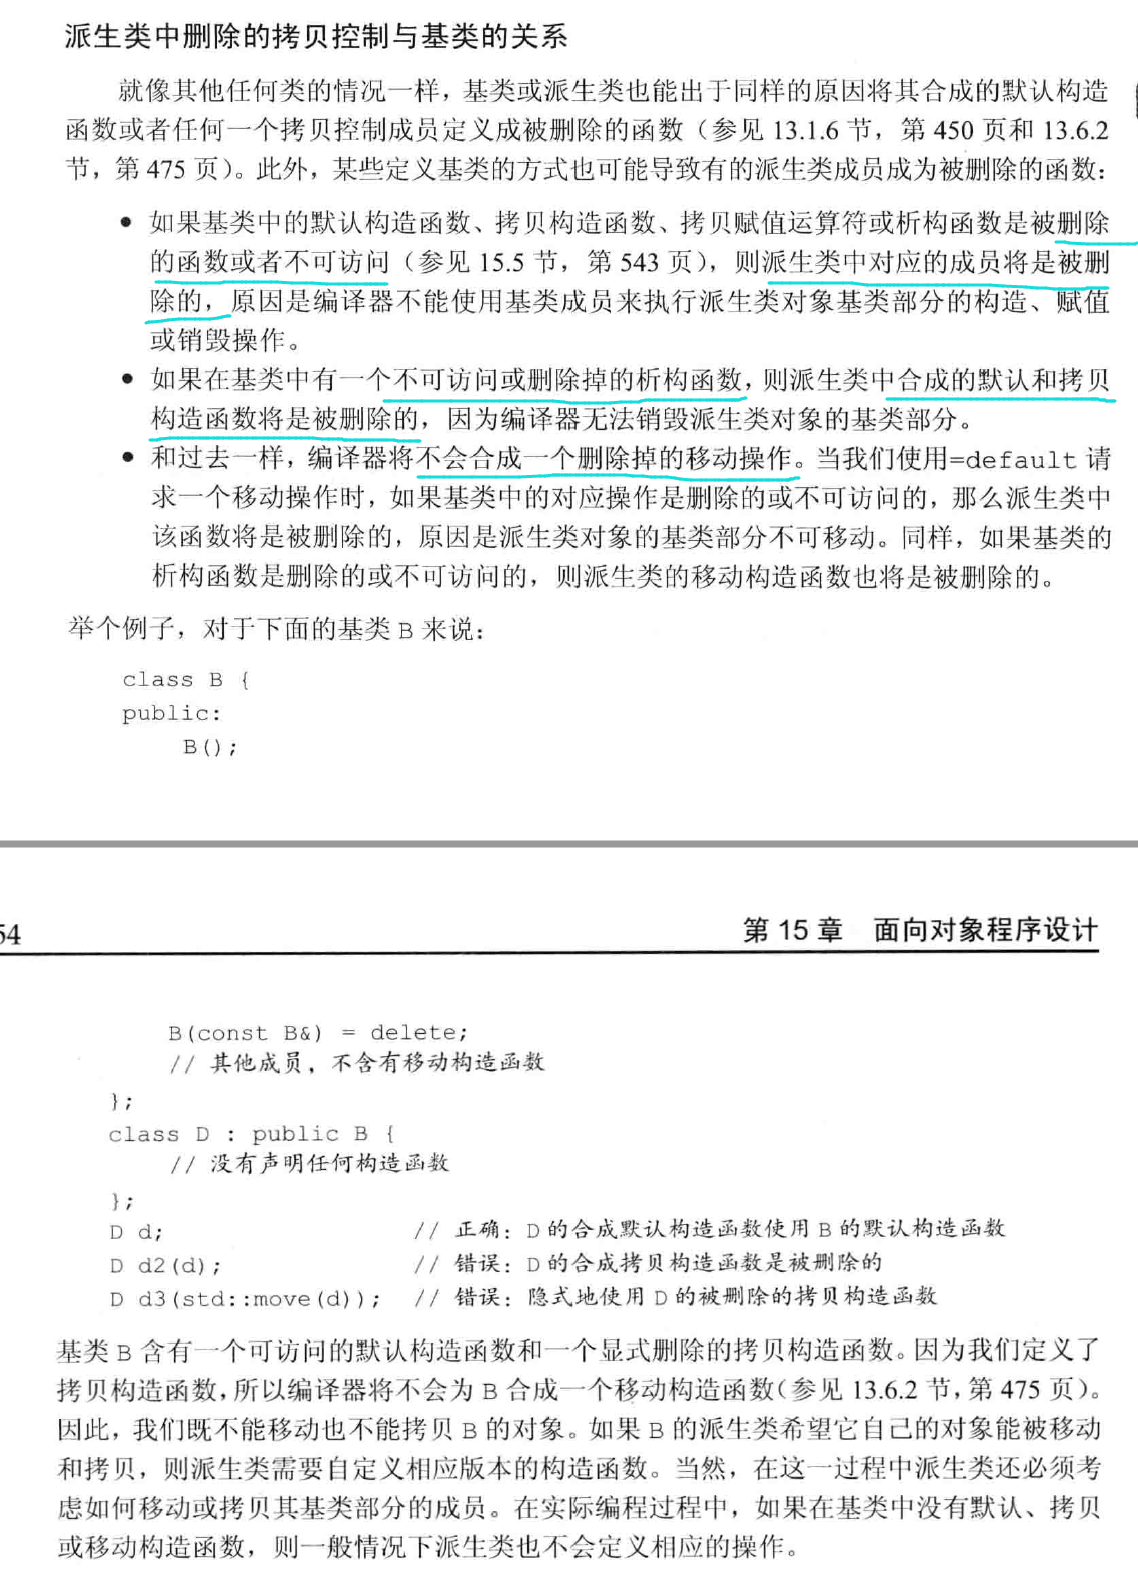 派生类中删除的拷贝控制与基类的关系
就像其他任何类的情况一样，基类或派生类也能出于同样的原因将其合成的默认构造
函数或者任何一个拷贝控制成员定义成被删除的函数（参见 13.1.6 节，第 450 页和 13.6.2
节，第 475 页）。此外，某些定义基类的方式也可能导致有的派生类成员成为被删除的函数：
● 如果基类中的默认构造函数、拷贝构造函数、拷贝赋值运算符或析构函数是被删除
的函数或者不可访问（参见 15.5 节，第 543 页），则派生类中对应的成员将是被删
除的，原因是编译器不能使用基类成员来执行派生类对象基类部分的构造、赋值
或销毁操作。
● 如果在基类中有一个不可访问或删除掉的析构函数，则派生类中合成的默认和拷贝
构造函数将是被删除的，因为编译器无法销毁派生类对象的基类部分。
● 和过去一样，编译器将不会合成一个删除掉的移动操作。当我们使用=default 请
求一个移动操作时，如果基类中的对应操作是删除的或不可访问的，那么派生类中
该函数将是被删除的，原因是派生类对象的基类部分不可移动。同样，如果基类的
析构函数是删除的或不可访问的，则派生类的移动构造函数也将是被删除的。
举个例子，对于下面的基类 B 来说：
class B {
public:
B();
54
第 15 章 面向对象程序设计
B(const B&) = delete;
// 其他成员，不含有移动构造函数
};
class D : public B {
// 没有声明任何构造函数
};
D d; // 正确：D 的合成默认构造函数使用 B 的默认构造函数
D d2(d); // 错误：D 的合成拷贝构造函数是被删除的
D d3(std::move(d)); // 错误：隐式地使用 D 的被删除的拷贝构造函数
基类 B 含有一个可访问的默认构造函数和一个显式删除的拷贝构造函数。因为我们定义了
拷贝构造函数，所以编译器将不会为 B 合成一个移动构造函数（参见 13.6.2 节，第 475 页）。
因此，我们既不能移动也不能拷贝 B 的对象。如果 B 的派生类希望它自己的对象能被移动
和拷贝，则派生类需要自定义相应版本的构造函数。当然，在这一过程中派生类还必须考
虑如何移动或拷贝其基类部分的成员。在实际编程过程中，如果在基类中没有默认、拷贝
或移动构造函数，则一般情况下派生类也不会定义相应的操作。